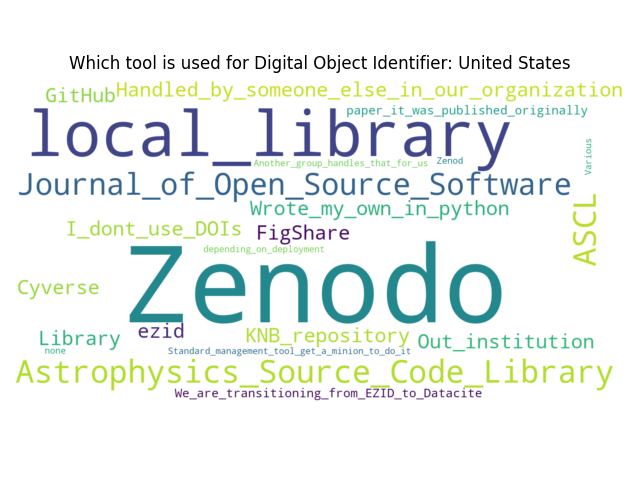 Which tool is used for Digital Object Identifier: United States
GitHub
Handled_by_someone_else_in_our_organization
paper_it_was_published_originally
local_library
Various
Another_group_handles_that_for_us
Zenod
Journal_of_Open_Source_Software
ASCL
Wrote_my_own_in_python
I_dont_use_DOIs
FigShare
depending_on_deployment
Zenodo
Cyverse
ezid
Library
KNB_repository
Out_institution
none
Standard_management_tool_get_a_minion_to_do_it
Astrophysics_Source_Code_Library
We_are_transitioning_from_EZID_to_Datacite